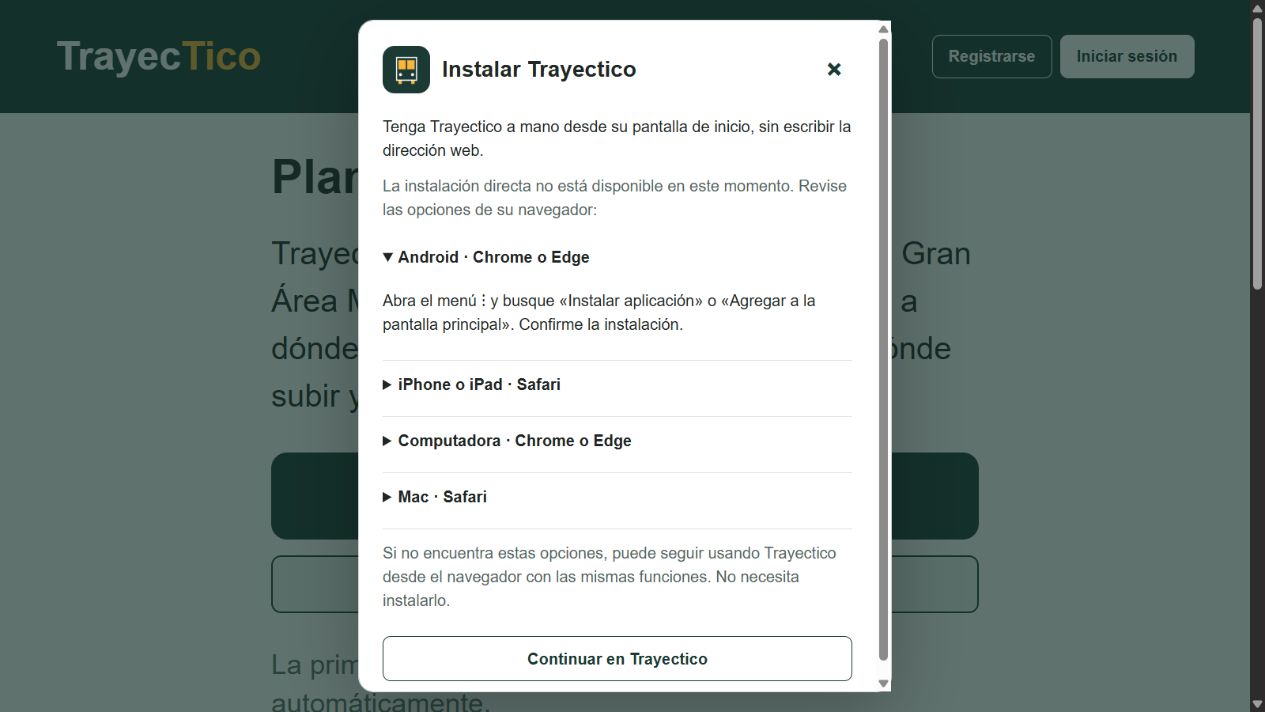 TrayecTico
Registrarse
Iniciar sesión
Instalar Trayectico
×
Tenga Trayectico a mano desde su pantalla de inicio, sin escribir la
dirección web.
La instalación directa no está disponible en este momento. Revise
las opciones de su navegador:
▼ Android · Chrome o Edge
Abra el menú ⋮ y busque «Instalar aplicación» o «Agregar a la
pantalla principal». Confirme la instalación.
▶ iPhone o iPad · Safari
▶ Computadora · Chrome o Edge
▶ Mac · Safari
Si no encuentra estas opciones, puede seguir usando Trayectico
desde el navegador con las mismas funciones. No necesita
instalarlo.
Continuar en Trayectico
Gran
Área
a
dónde
subir
La
automáticamente.